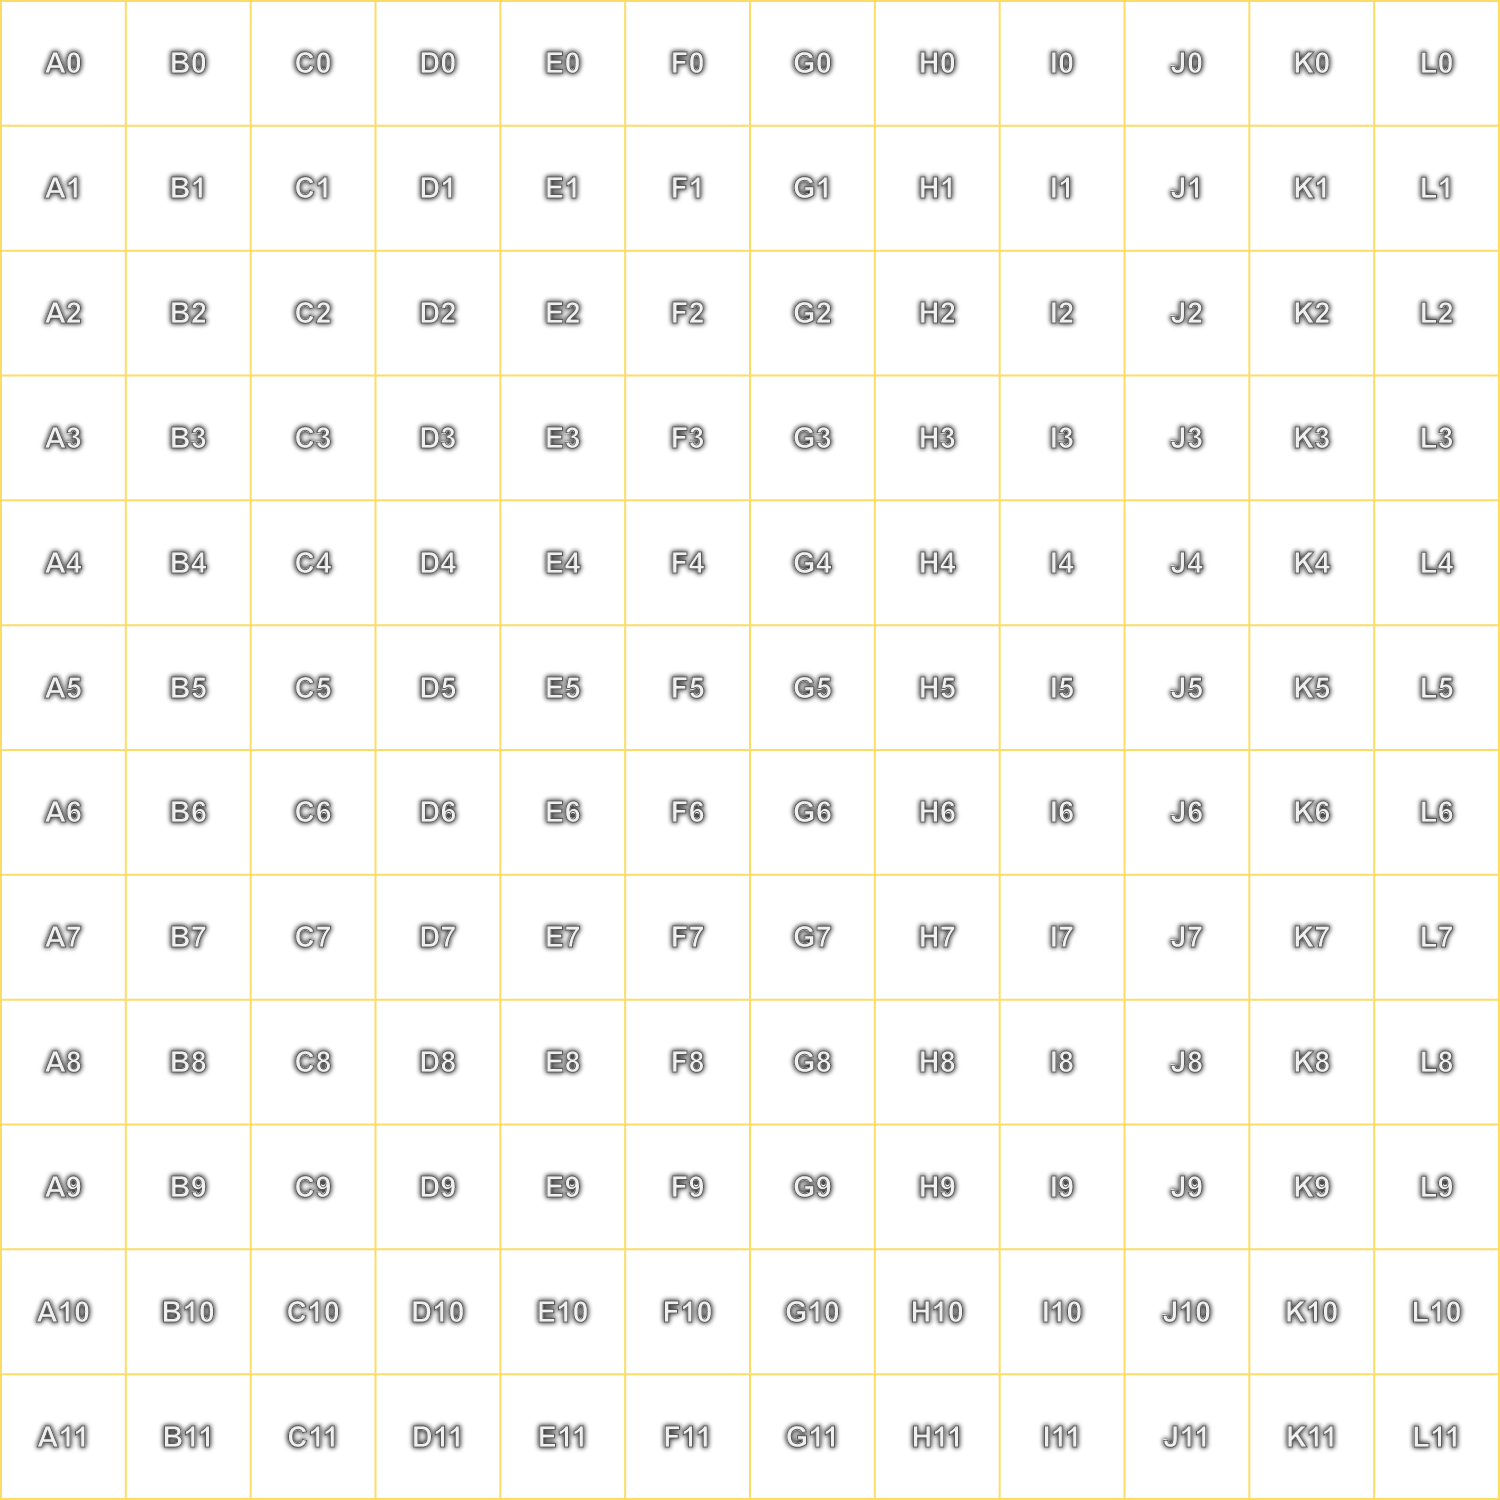 A0 B0 C0 D0 E0 F0 G0 H0 I0 J0 K0 L0
A1 B1 C1 D1 E1 F1 G1 H1 I1 J1 K1 L1
A2 B2 C2 D2 E2 F2 G2 H2 I2 J2 K2 L2
A3 B3 C3 D3 E3 F3 G3 H3 I3 J3 K3 L3
A4 B4 C4 D4 E4 F4 G4 H4 I4 J4 K4 L4
A5 B5 C5 D5 E5 F5 G5 H5 I5 J5 K5 L5
A6 B6 C6 D6 E6 F6 G6 H6 I6 J6 K6 L6
A7 B7 C7 D7 E7 F7 G7 H7 I7 J7 K7 L7
A8 B8 C8 D8 E8 F8 G8 H8 I8 J8 K8 L8
A9 B9 C9 D9 E9 F9 G9 H9 I9 J9 K9 L9
A10 B10 C10 D10 E10 F10 G10 H10 I10 J10 K10 L10
A11 B11 C11 D11 E11 F11 G11 H11 I11 J11 K11 L11